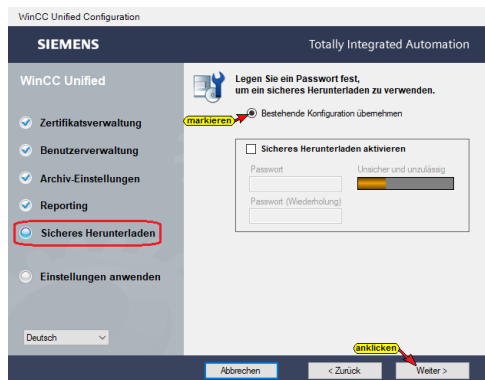 WinCC Unified Configuration
SIEMENS
Totally Integrated Automation
WinCC Unified
Zertifikatsverwaltung
Benutzerverwaltung
Archiv-Einstellungen
Reporting
Sicheres Herunterladen
Einstellungen anwenden
Deutsch
Legen Sie ein Passwort fest,
um ein sicheres Herunterladen zu verwenden.
markieren
Bestehende Konfiguration übernehmen
Sicheres Herunterladen aktivieren
Passwort
Unsicher und unzulässig
Passwort (Wiederholung)
anklicken
Abbrechen
< Zurück
Weiter >